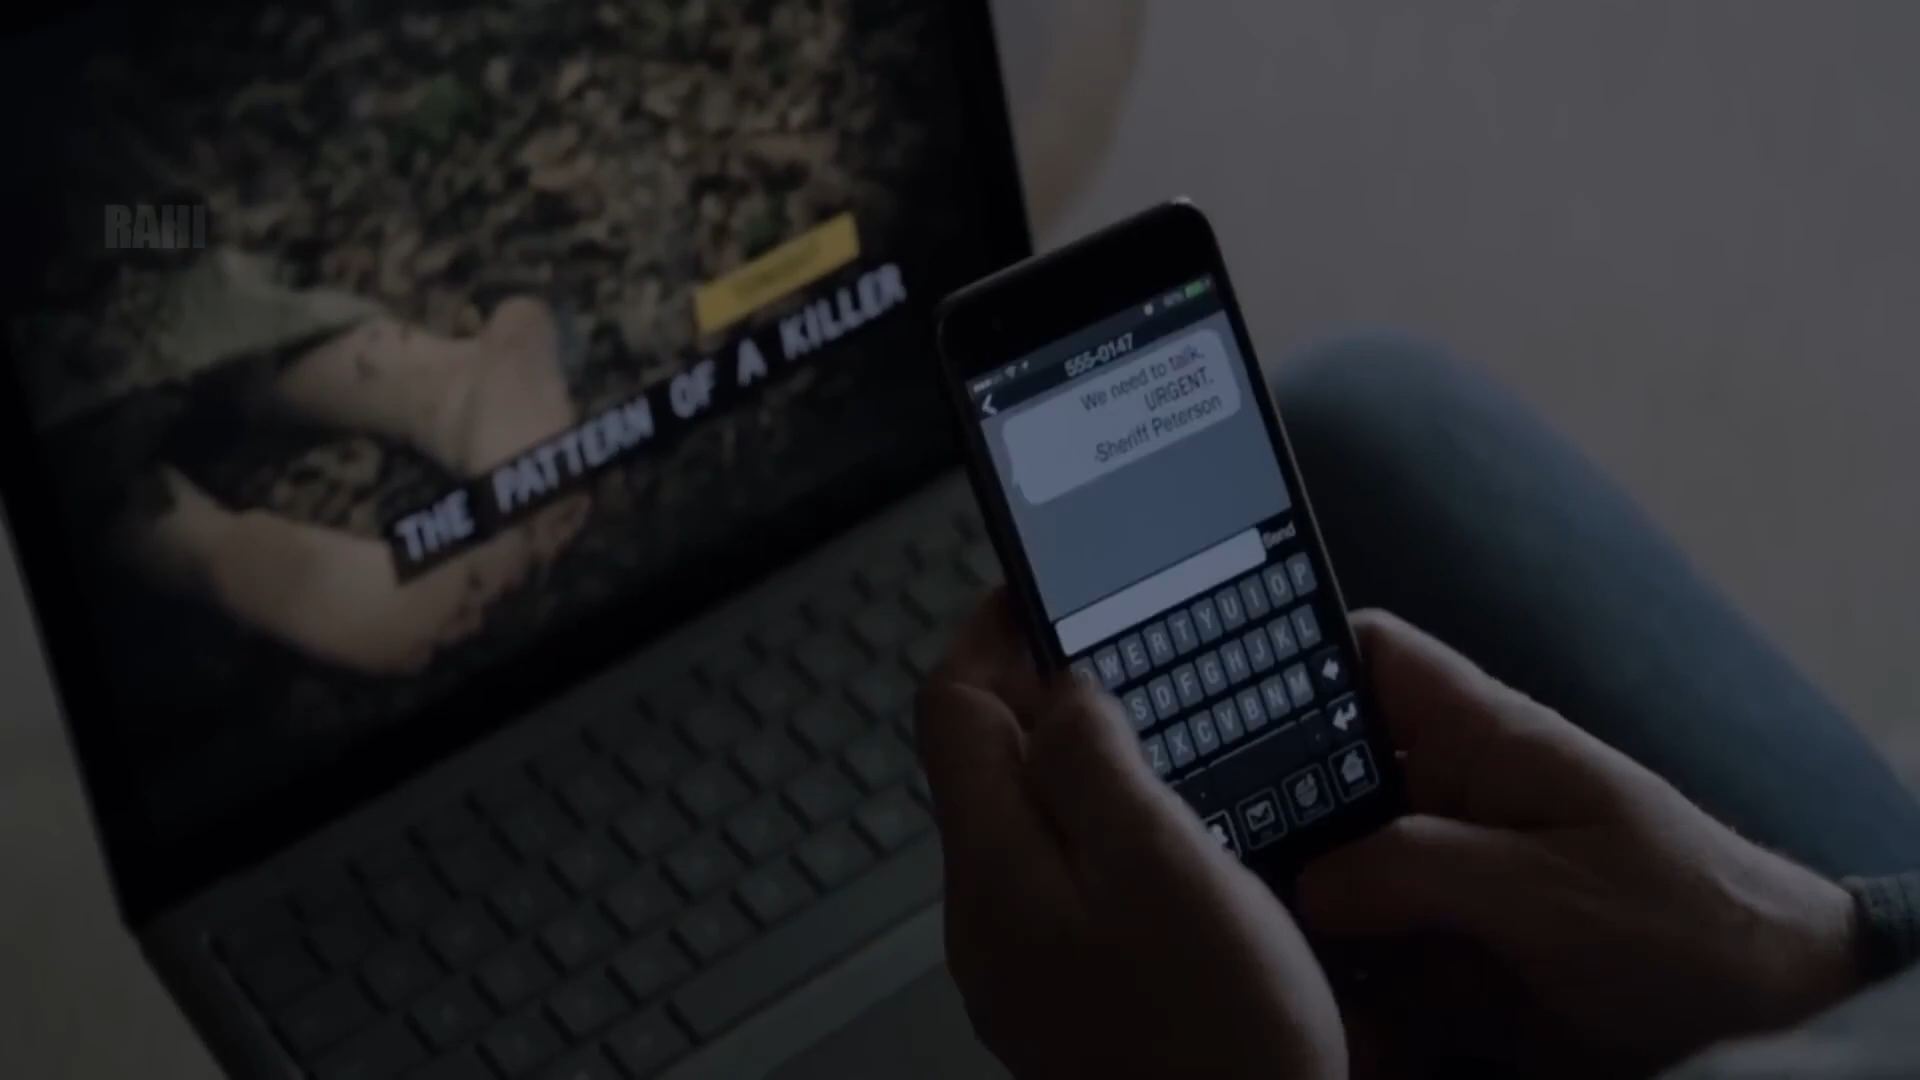 RAHI
THE PATTERN OF A KILLER
555-0147
We need to talk.
URGENT.
-Sheriff Peterson
Send
W E R T Y U I O P
S D F G H J K L
Z X C V B N M